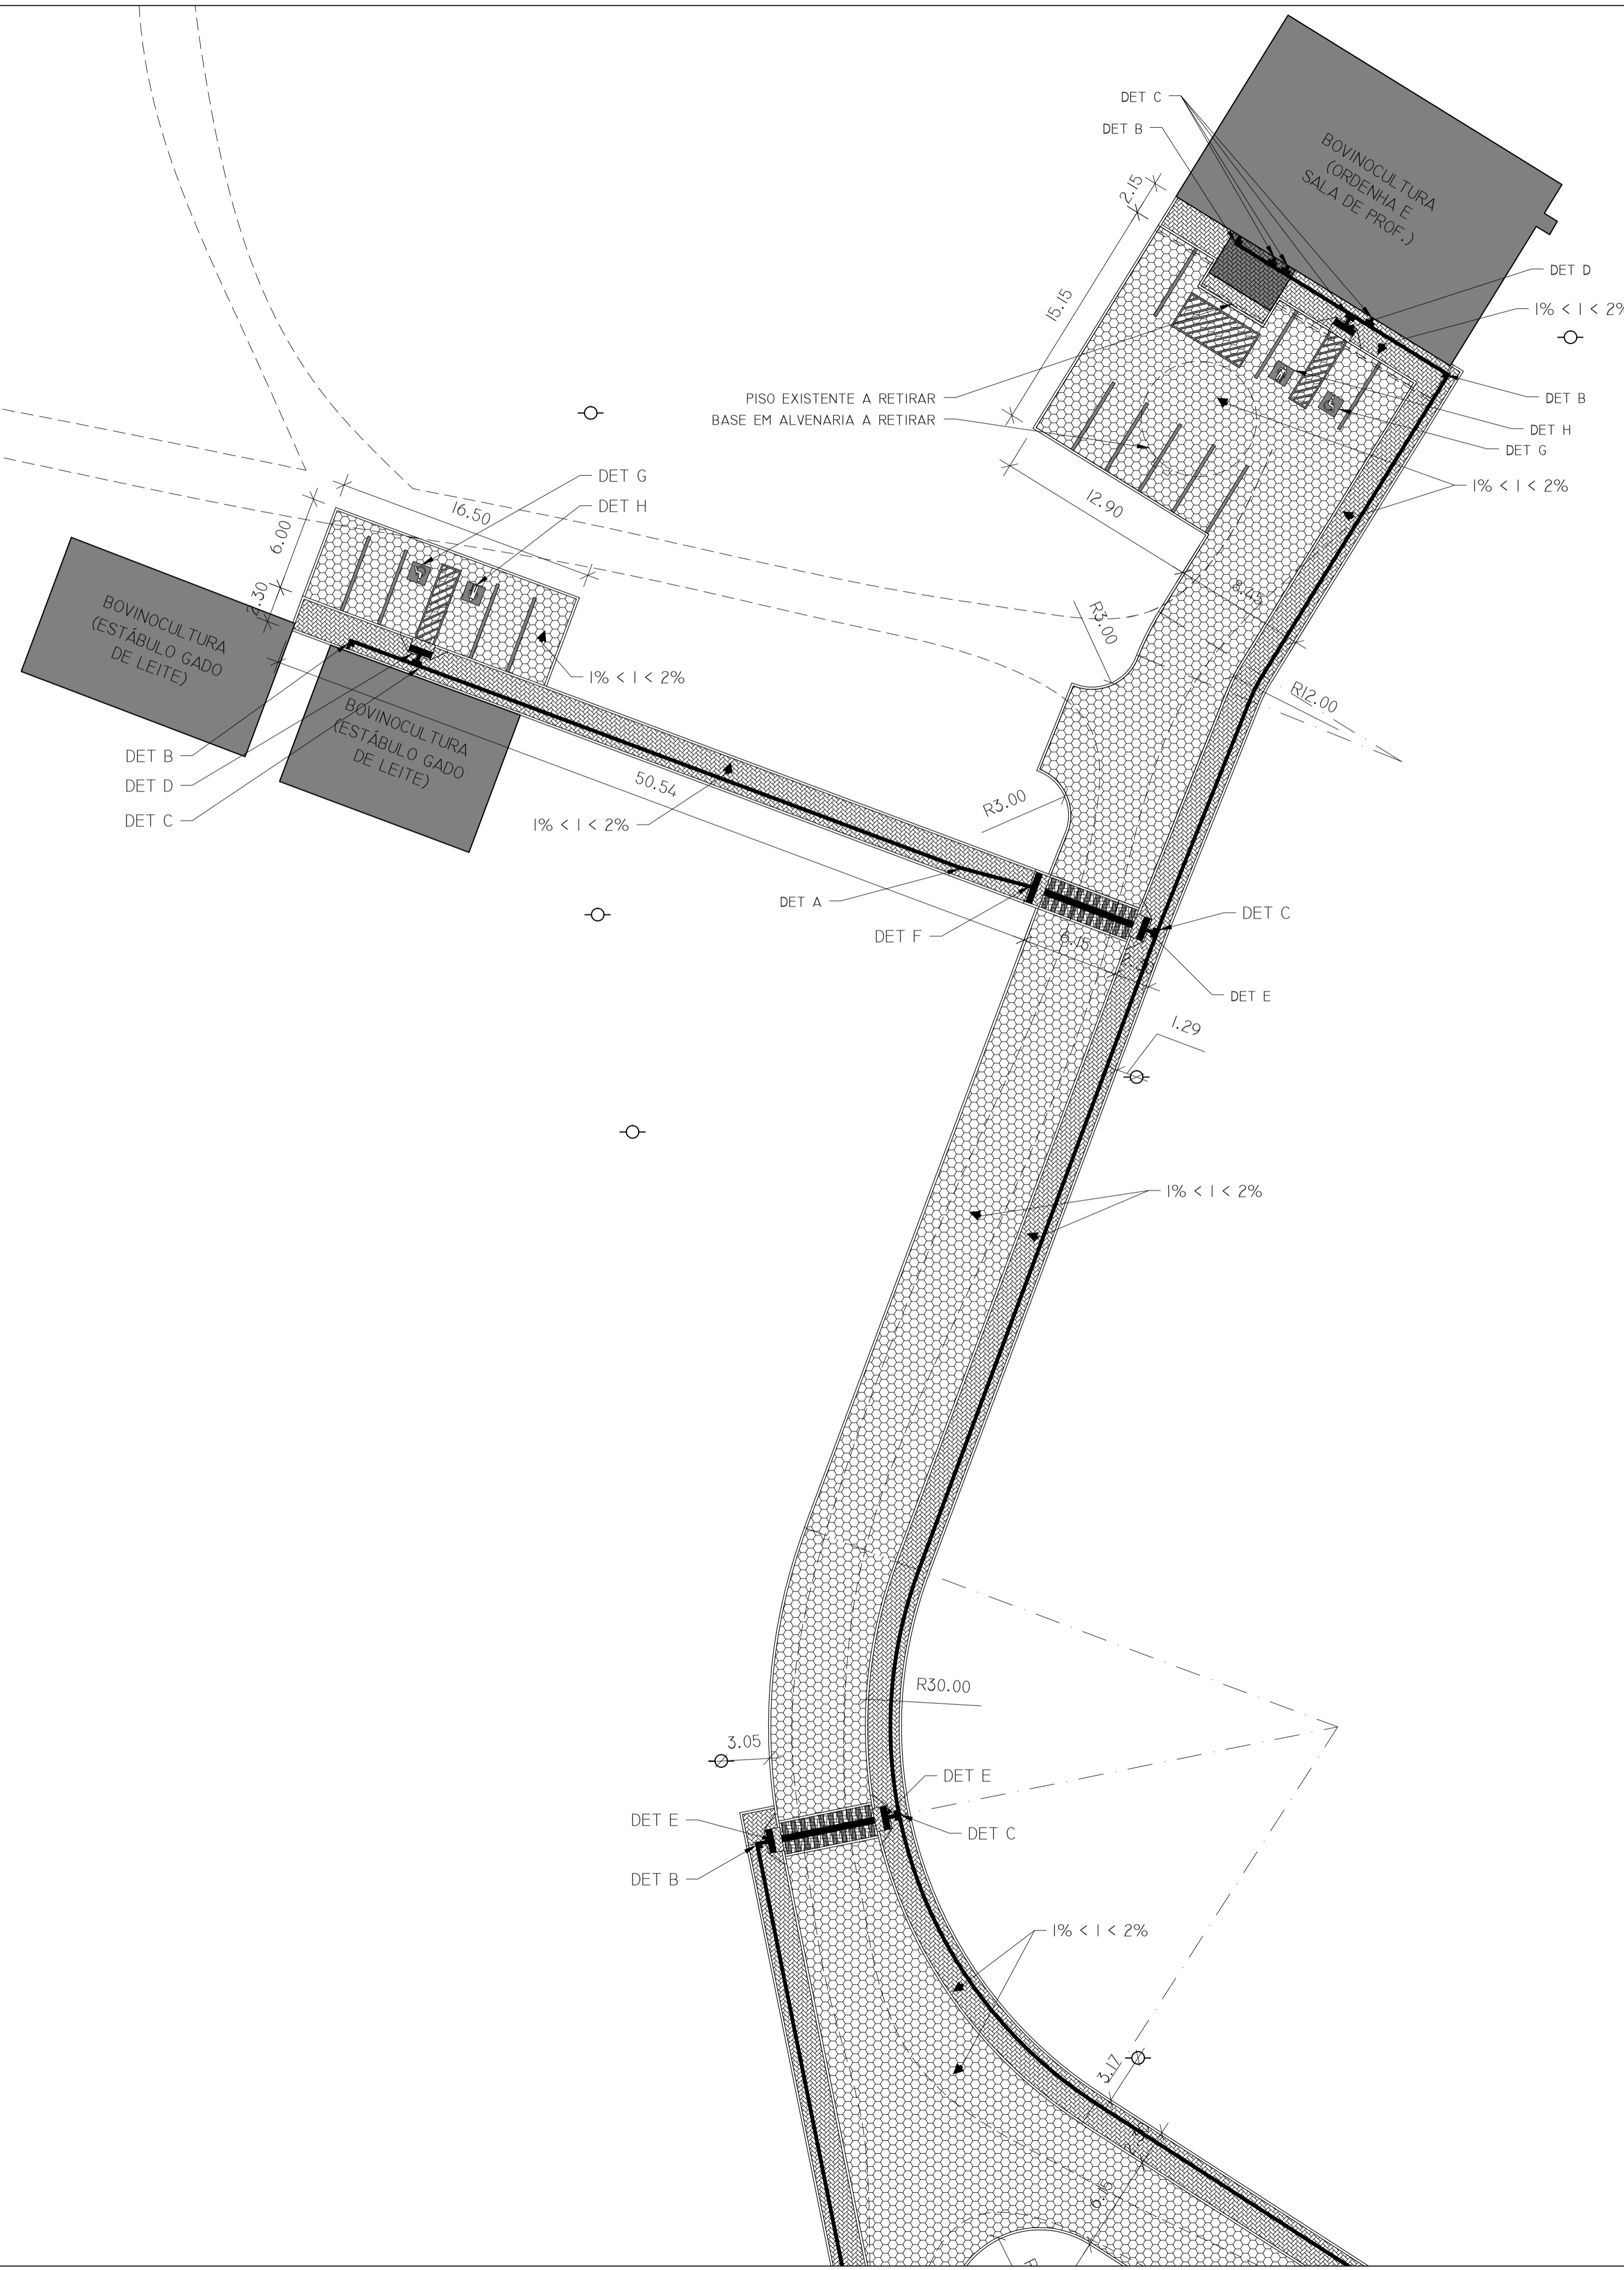 DET C
DET B
BOVINOCULTURA
(ORDENHA E
SALA DE PROF.)
2.15
DET D
1% < I < 2%
15.15
PISO EXISTENTE A RETIRAR
BASE EM ALVENARIA A RETIRAR
DET B
DET H
DET G
1% < I < 2%
12.90
DET G
DET H
16.50
6.00
2.30
BOVINOCULTURA
(ESTÁBULO GADO
DE LEITE)
R3.00
R12.00
1% < I < 2%
BOVINOCULTURA
(ESTÁBULO GADO
DE LEITE)
DET B
DET D
DET C
50.54
1% < I < 2%
R3.00
DET A
DET F
DET C
6.15
DET E
1.29
1% < I < 2%
R30.00
3.05
DET E
DET E
DET C
DET B
1% < I < 2%
3.17
6.15